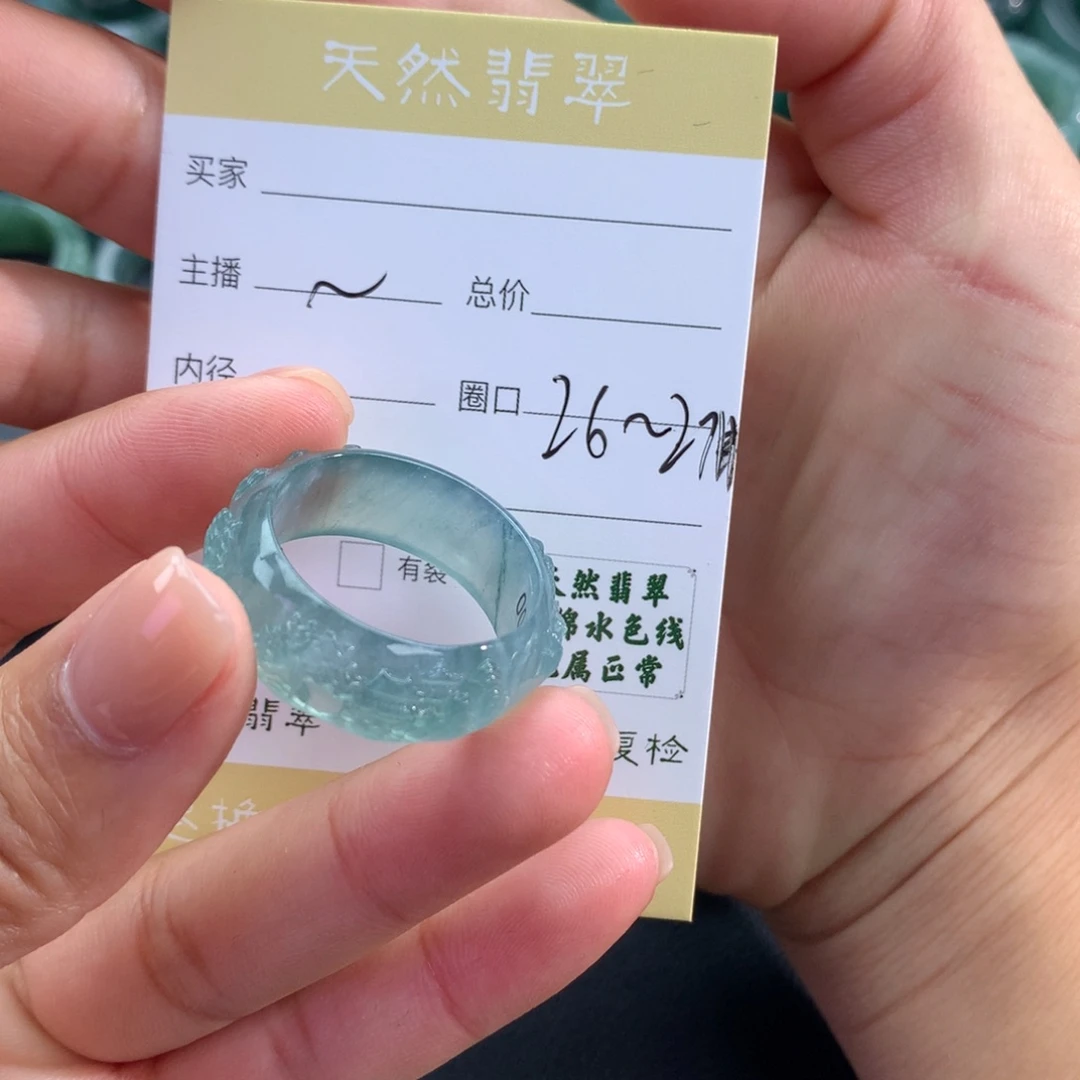 天然翡翠
买家
主播 ~ 总价
内径 圈口 26~27
有装
天然翡翠
棉水色线
属正常
翡翠 复检